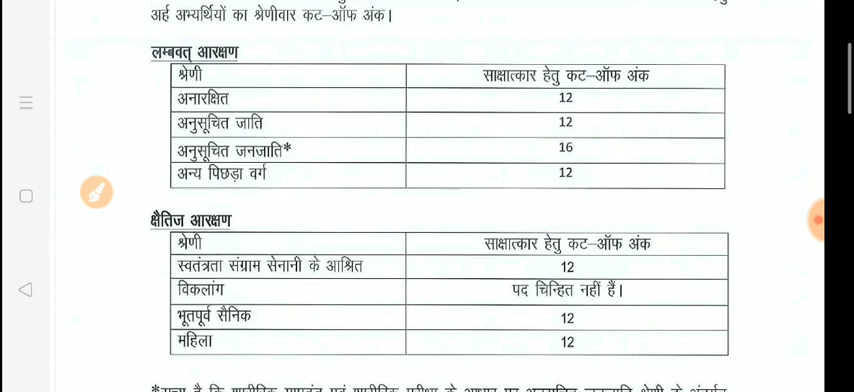 अर्ह अभ्यर्थियों का श्रेणीवार कट–ऑफ अंक।
लम्बवत् आरक्षण
श्रेणी साक्षात्कार हेतु कट–ऑफ अंक
अनारक्षित 12
अनुसूचित जाति 12
अनुसूचित जनजाति* 16
अन्य पिछड़ा वर्ग 12
क्षैतिज आरक्षण
श्रेणी साक्षात्कार हेतु कट–ऑफ अंक
स्वतंत्रता संग्राम सेनानी के आश्रित 12
विकलांग पद चिन्हित नहीं हैं।
भूतपूर्व सैनिक 12
महिला 12